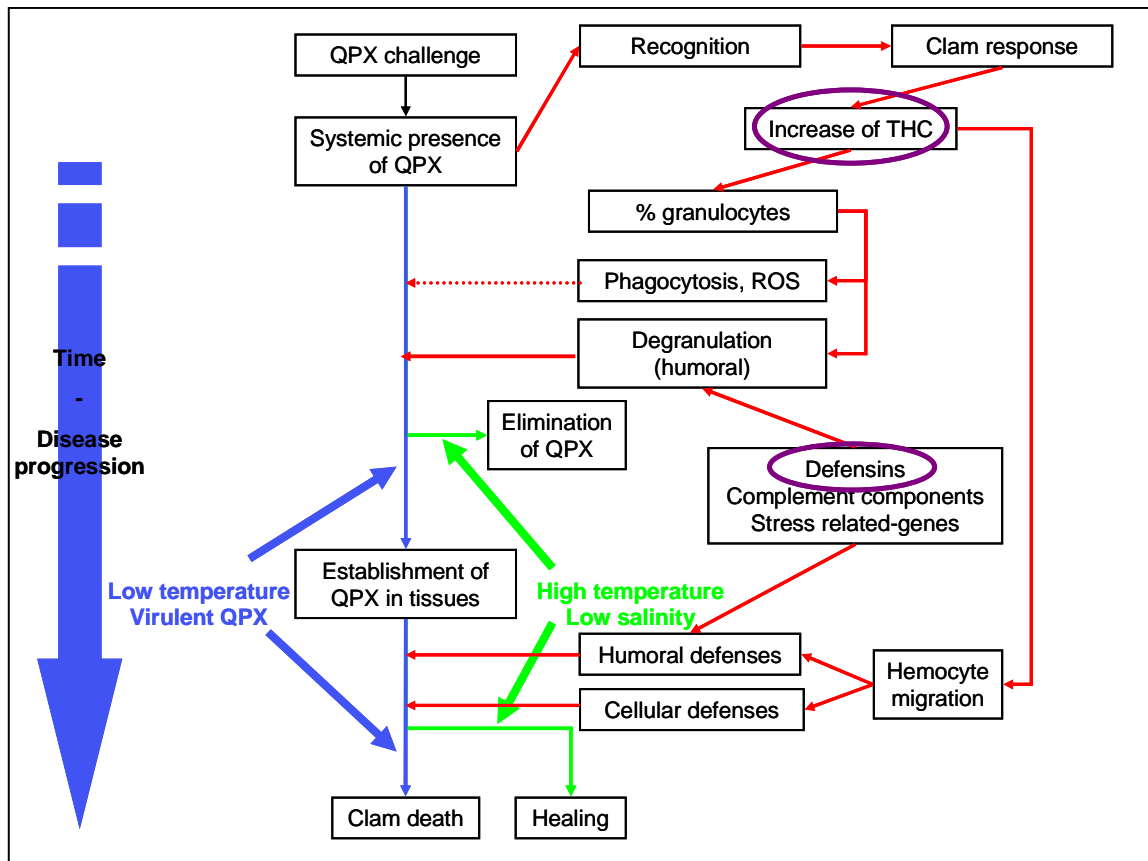 QPX challenge
Recognition
Clam response
Systemic presence
of QPX
Increase of THC
% granulocytes
Phagocytosis, ROS
Degranulation
(humoral)
Time
-
Disease
progression
Elimination
of QPX
Defensins
Complement components
Stress related-genes
Low temperature
Virulent QPX
Establishment of
QPX in tissues
High temperature
Low salinity
Humoral defenses
Cellular defenses
Hemocyte
migration
Clam death
Healing